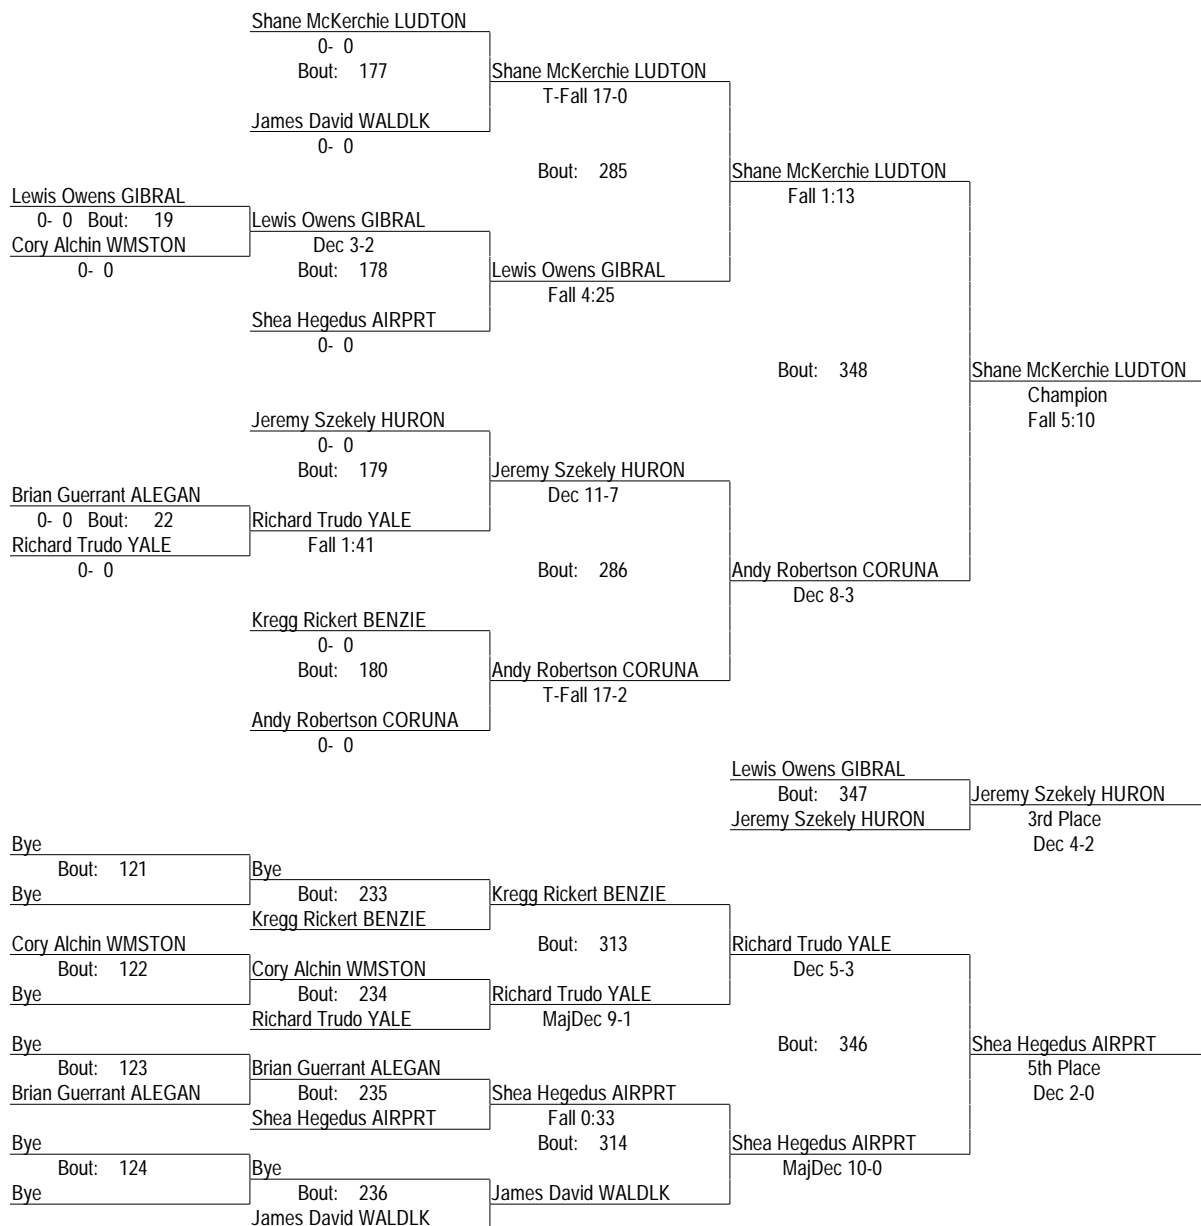 Shane McKerchie LUDTON
0- 0
Bout: 177
Shane McKerchie LUDTON
T-Fall 17-0
James David WALDLK
0- 0
Bout: 285
Shane McKerchie LUDTON
Fall 1:13
Lewis Owens GIBRAL
0- 0 Bout: 19
Lewis Owens GIBRAL
Cory Alchin WMSTON
Dec 3-2
0- 0
Bout: 178
Lewis Owens GIBRAL
Fall 4:25
Shea Hegedus AIRPRT
0- 0
Bout: 348
Shane McKerchie LUDTON
Champion
Fall 5:10
Jeremy Szekely HURON
0- 0
Bout: 179
Jeremy Szekely HURON
Dec 11-7
Brian Guerrant ALEGAN
0- 0 Bout: 22
Richard Trudo YALE
Richard Trudo YALE
Fall 1:41
0- 0
Bout: 286
Andy Robertson CORUNA
Dec 8-3
Kregg Rickert BENZIE
0- 0
Bout: 180
Andy Robertson CORUNA
T-Fall 17-2
Andy Robertson CORUNA
0- 0
Lewis Owens GIBRAL
Bout: 347
Jeremy Szekely HURON
Jeremy Szekely HURON
3rd Place
Dec 4-2
Bye
Bout: 121
Bye
Bye
Bout: 233
Kregg Rickert BENZIE
Kregg Rickert BENZIE
Cory Alchin WMSTON
Bout: 313
Richard Trudo YALE
Bout: 122
Cory Alchin WMSTON
Dec 5-3
Bye
Bout: 234
Richard Trudo YALE
Richard Trudo YALE
MajDec 9-1
Bye
Bout: 346
Shea Hegedus AIRPRT
Bout: 123
Brian Guerrant ALEGAN
5th Place
Brian Guerrant ALEGAN
Bout: 235
Shea Hegedus AIRPRT
Dec 2-0
Shea Hegedus AIRPRT
Fall 0:33
Bye
Bout: 314
Shea Hegedus AIRPRT
Bout: 124
Bye
MajDec 10-0
Bye
Bout: 236
James David WALDLK
James David WALDLK